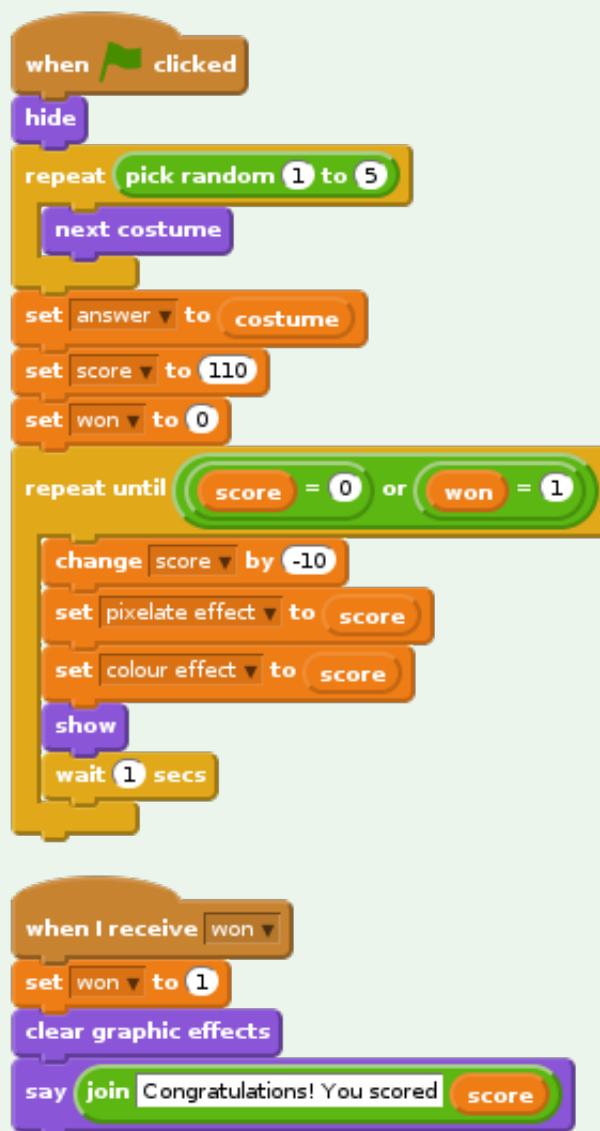 when clicked
hide
repeat pick random 1 to 5
next costume
set answer to costume
set score to 110
set won to 0
repeat until score = 0 or won = 1
change score by -10
set pixelate effect to score
set colour effect to score
show
wait 1 secs
when I receive won
set won to 1
clear graphic effects
say join Congratulations! You scored score